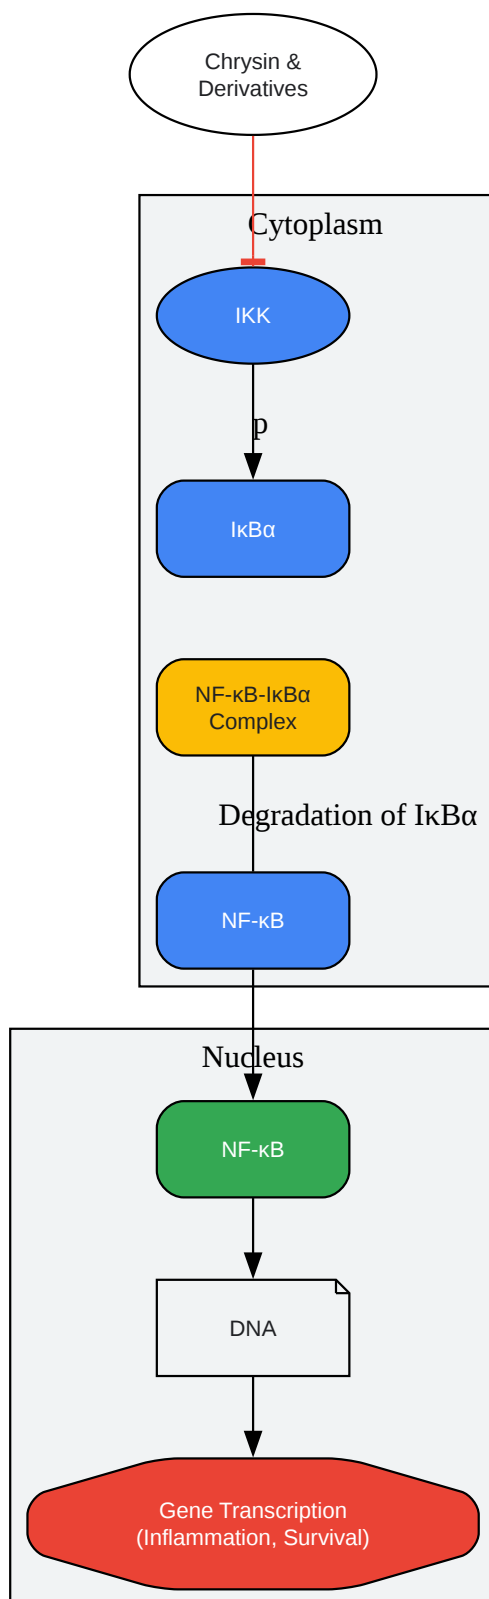 Chrysin &
Derivatives
Cytoplasm
IKK
p
IκBα
NF-κB-IκBα
Complex
Degradation of IκBα
NF-κB
Nucleus
NF-κB
DNA
Gene Transcription
(Inflammation, Survival)